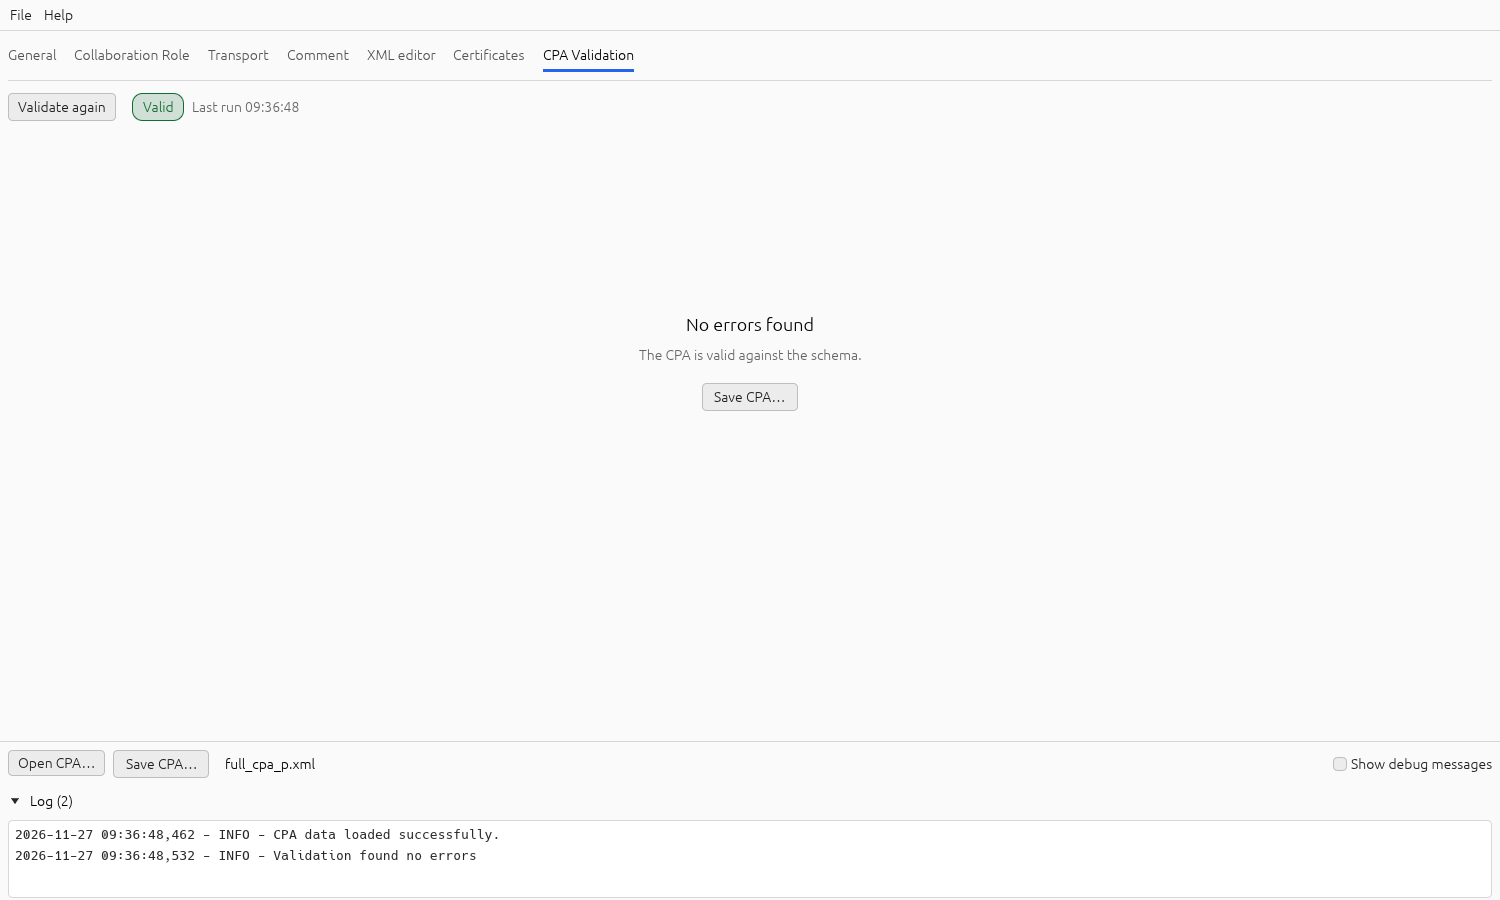 File Help
General Collaboration Role Transport Comment XML editor Certificates CPA Validation
Validate again Valid Last run 09:36:48
No errors found
The CPA is valid against the schema.
Save CPA...
Open CPA... Save CPA... full_cpa_p.xml Show debug messages
Log (2)
2026-11-27 09:36:48,462 - INFO - CPA data loaded successfully.
2026-11-27 09:36:48,532 - INFO - Validation found no errors